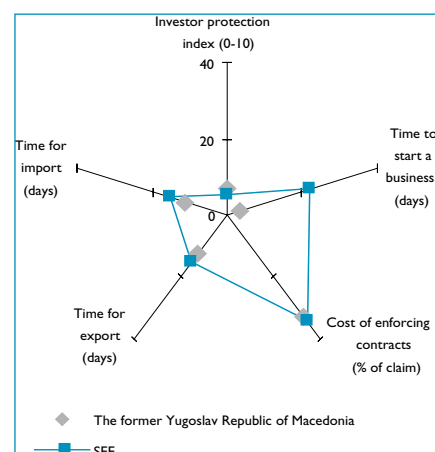 Investor protection
index (0-10)
40
20
0
Time to
start a
business
(days)
Time for
import
(days)
Time for
export
(days)
Cost of enforcing
contracts
(% of claim)
The former Yugoslav Republic of Macedonia
SEE